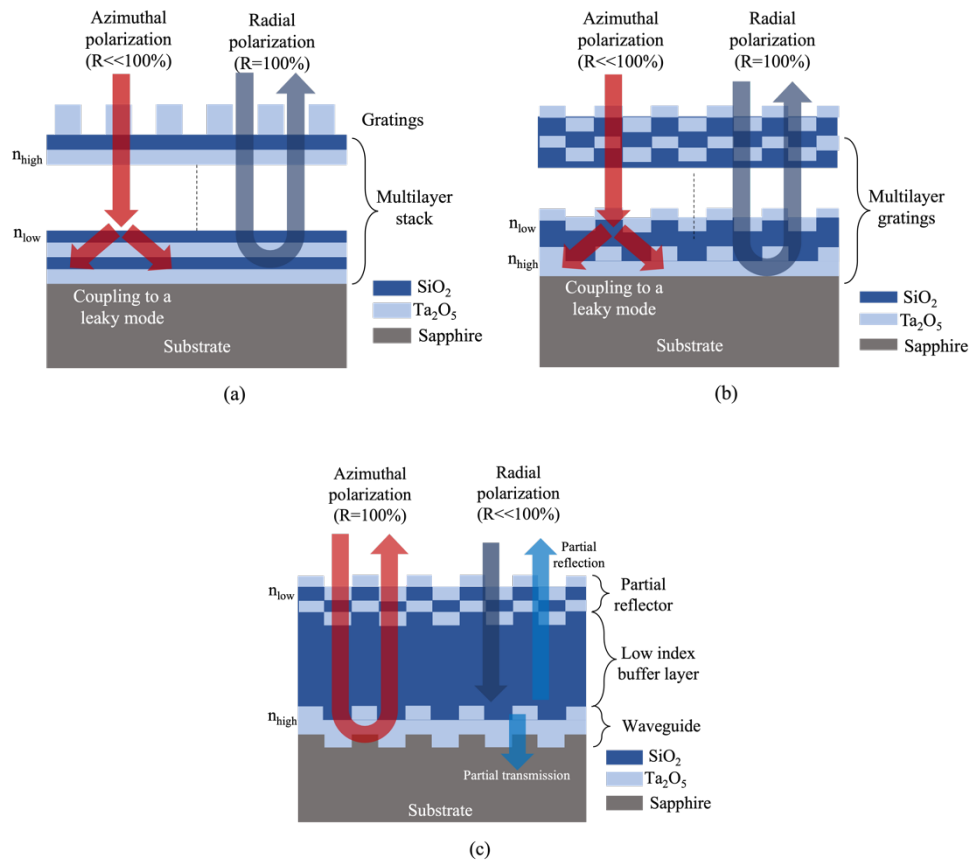 Azimuthal
polarization
(R<<100%)
Radial
polarization
(R=100%)
Gratings
n_high
Multilayer
stack
n_low
Coupling to a
leaky mode
Substrate
SiO₂
Ta₂O₅
Sapphire
(a)
Azimuthal
polarization
(R<<100%)
Radial
polarization
(R=100%)
Multilayer
gratings
n_low
n_high
Coupling to a
leaky mode
Substrate
SiO₂
Ta₂O₅
Sapphire
(b)
Azimuthal
polarization
(R=100%)
Radial
polarization
(R<<100%)
Partial
reflection
n_low
Partial
reflector
Low index
buffer layer
n_high
Waveguide
Partial transmission
Substrate
SiO₂
Ta₂O₅
Sapphire
(c)